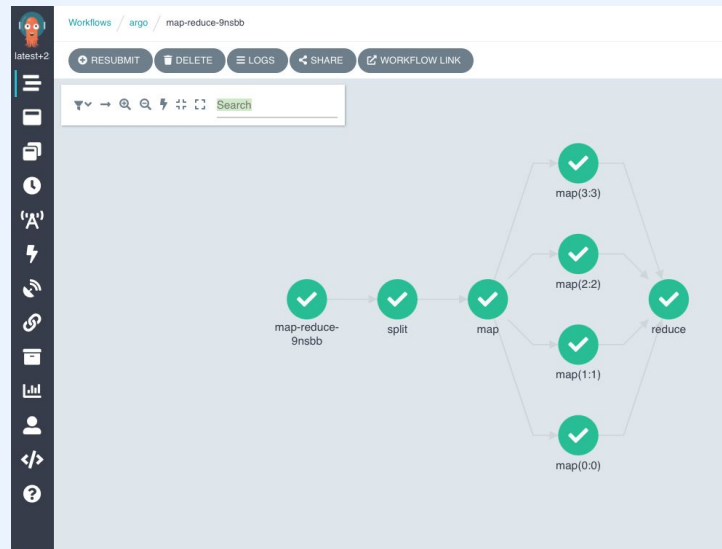 latest+2
Workflows / argo / map-reduce-9nsbb
RESUBMIT DELETE LOGS SHARE WORKFLOW LINK
Search
map(3:3)
map(2:2)
map-reduce-
9nsbb
split
map
reduce
map(1:1)
map(0:0)